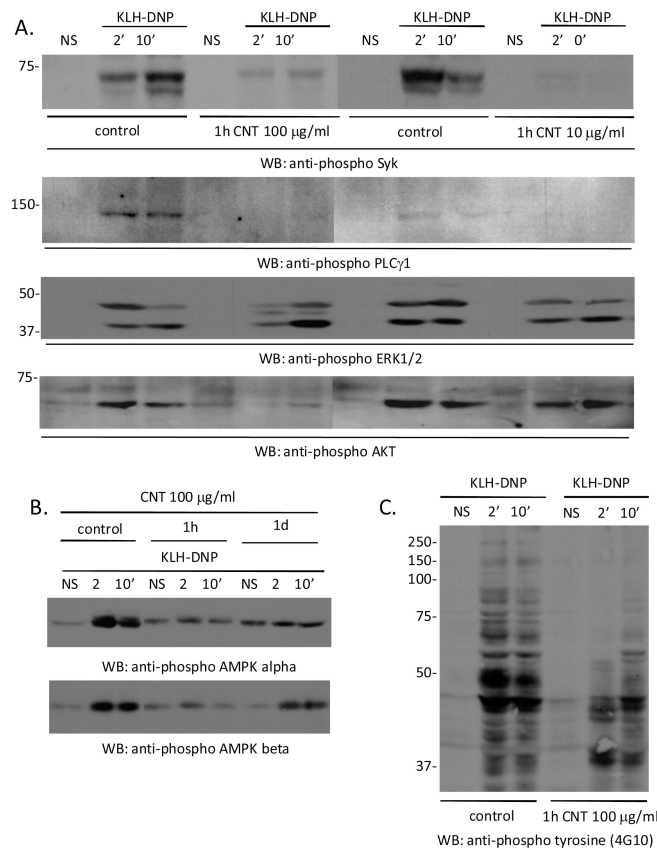 A.
KLH-DNP KLH-DNP KLH-DNP KLH-DNP
NS 2’ 10’ NS 2’ 10’ NS 2’ 10’ NS 2’ 0’
75-
control 1h CNT 100 μg/ml control 1h CNT 10 μg/ml
WB: anti-phospho Syk
150-
WB: anti-phospho PLCγ1
50-
37-
WB: anti-phospho ERK1/2
75-
WB: anti-phospho AKT
B.
CNT 100 μg/ml
control 1h 1d
KLH-DNP
NS 2 10’ NS 2 10’ NS 2 10’
WB: anti-phospho AMPK alpha
WB: anti-phospho AMPK beta
C.
KLH-DNP KLH-DNP
NS 2’ 10’ NS 2’ 10’
250-
150-
100-
75-
50-
37-
control 1h CNT 100 μg/ml
WB: anti-phospho tyrosine (4G10)